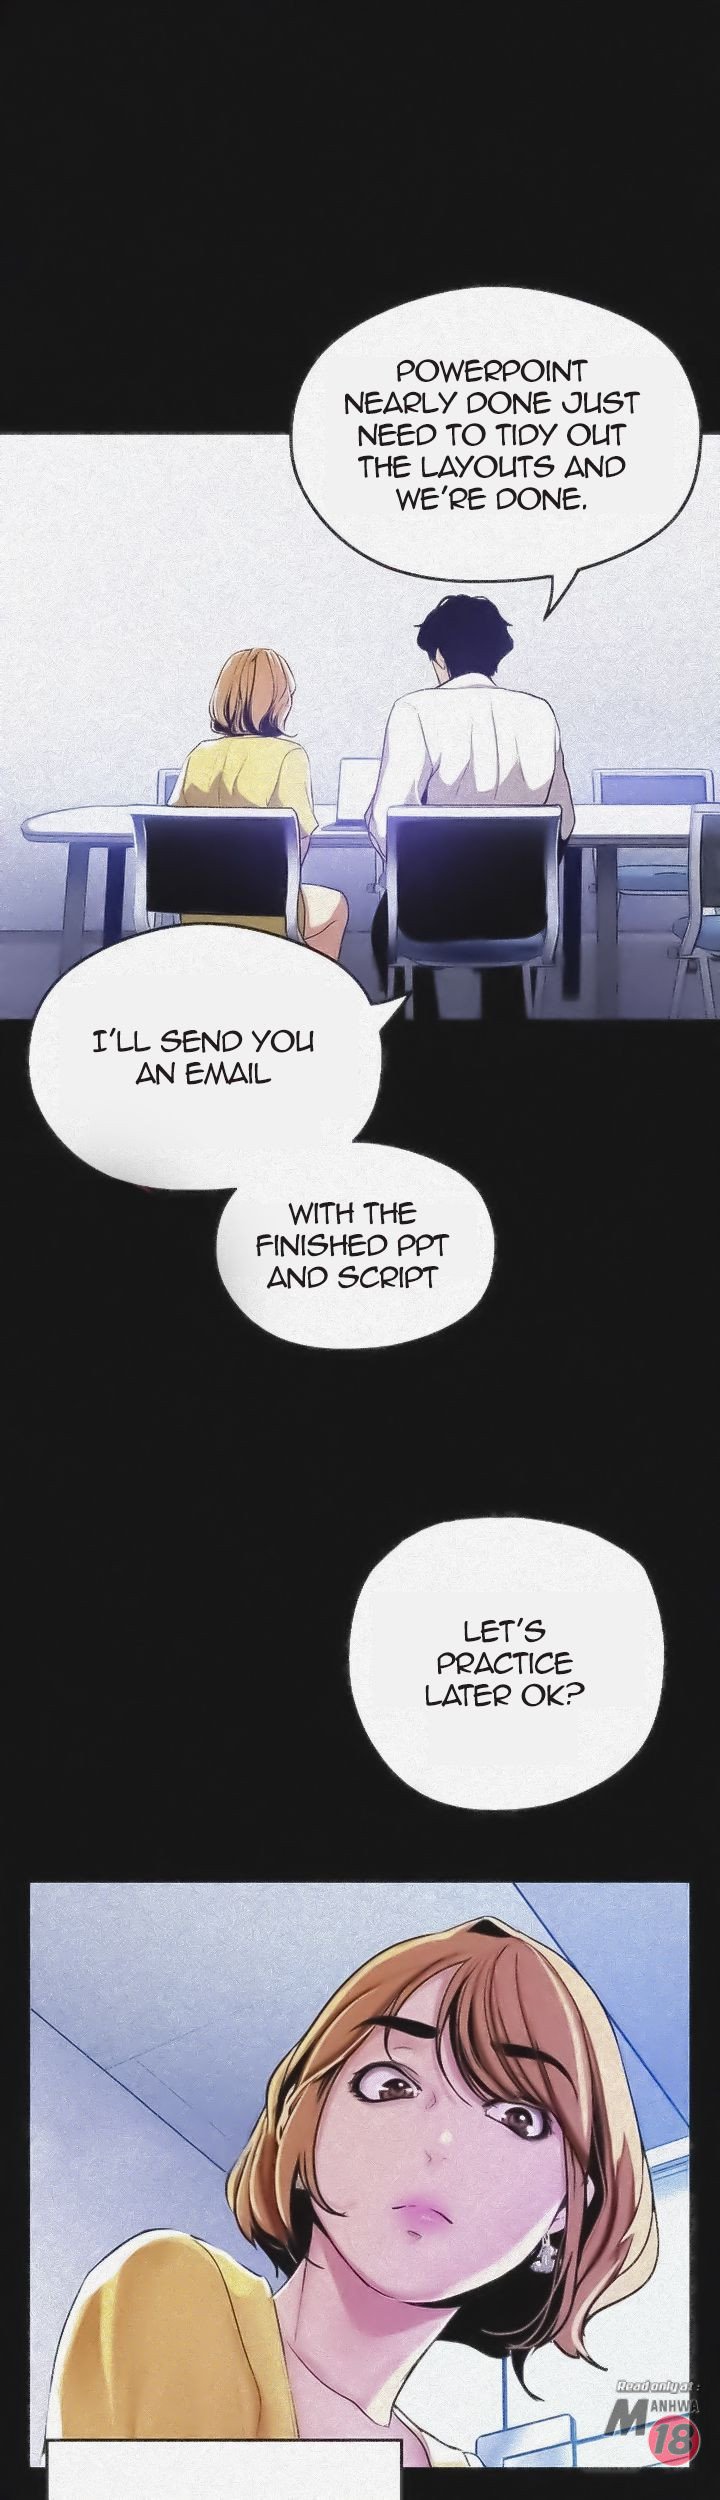 POWERPOINT
NEARLY DONE JUST
NEED TO TIDY OUT
THE LAYOUTS AND
WE'RE DONE.
I'LL SEND YOU
AN EMAIL
WITH THE
FINISHED PPT
AND SCRIPT
LET'S
PRACTICE
LATER OK?
Read only at :
MANHWA
18